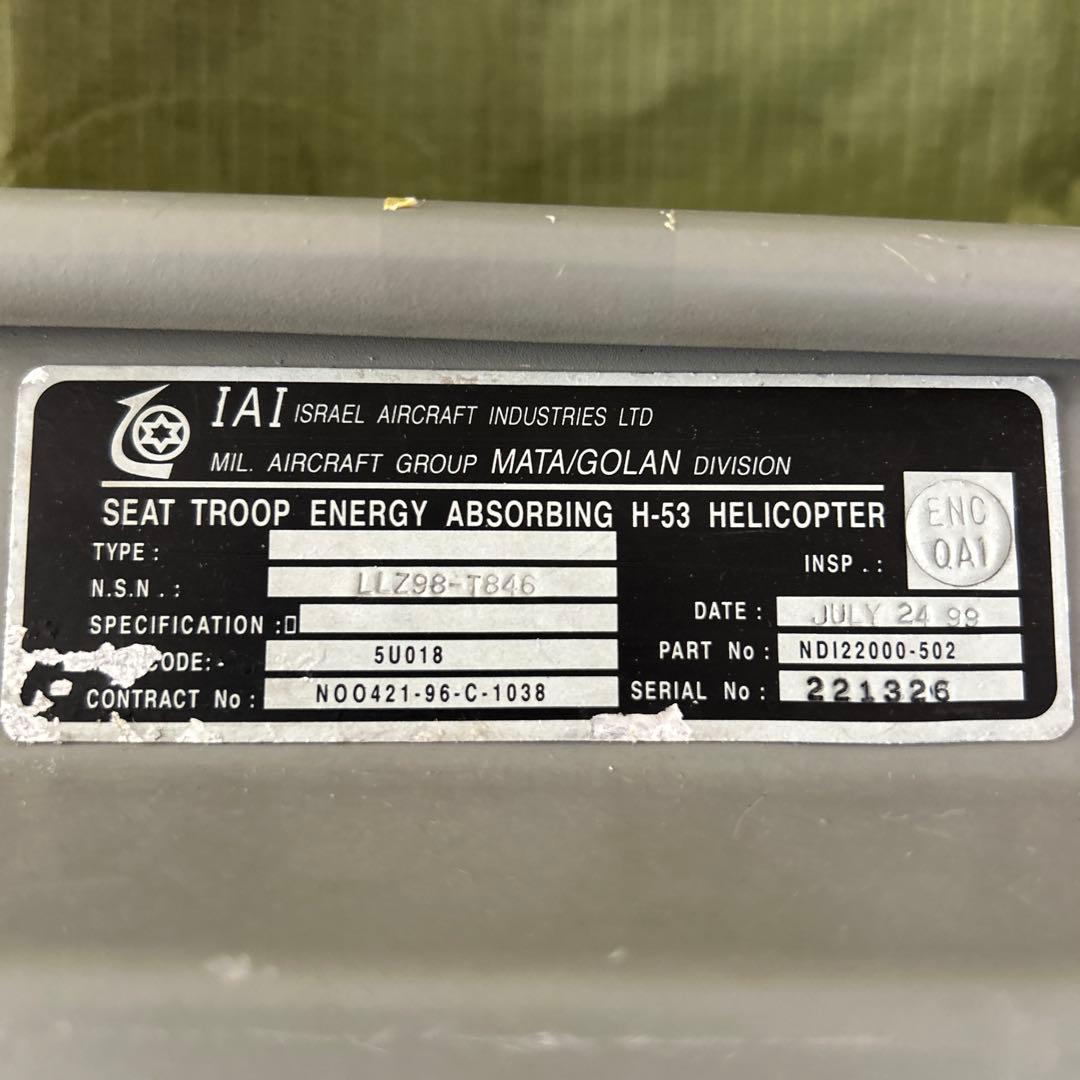 IAI ISRAEL AIRCRAFT INDUSTRIES LTD
MIL. AIRCRAFT GROUP MATA/GOLAN DIVISION
SEAT TROOP ENERGY ABSORBING H-53 HELICOPTER
TYPE :
N.S.N. : LLZ98-T846
SPECIFICATION :
CODE: - 5U018
CONTRACT No : N00421-96-C-1038
INSP. : ENC QA1
DATE : JULY 24 99
PART No : NDI22000-502
SERIAL No : 221326